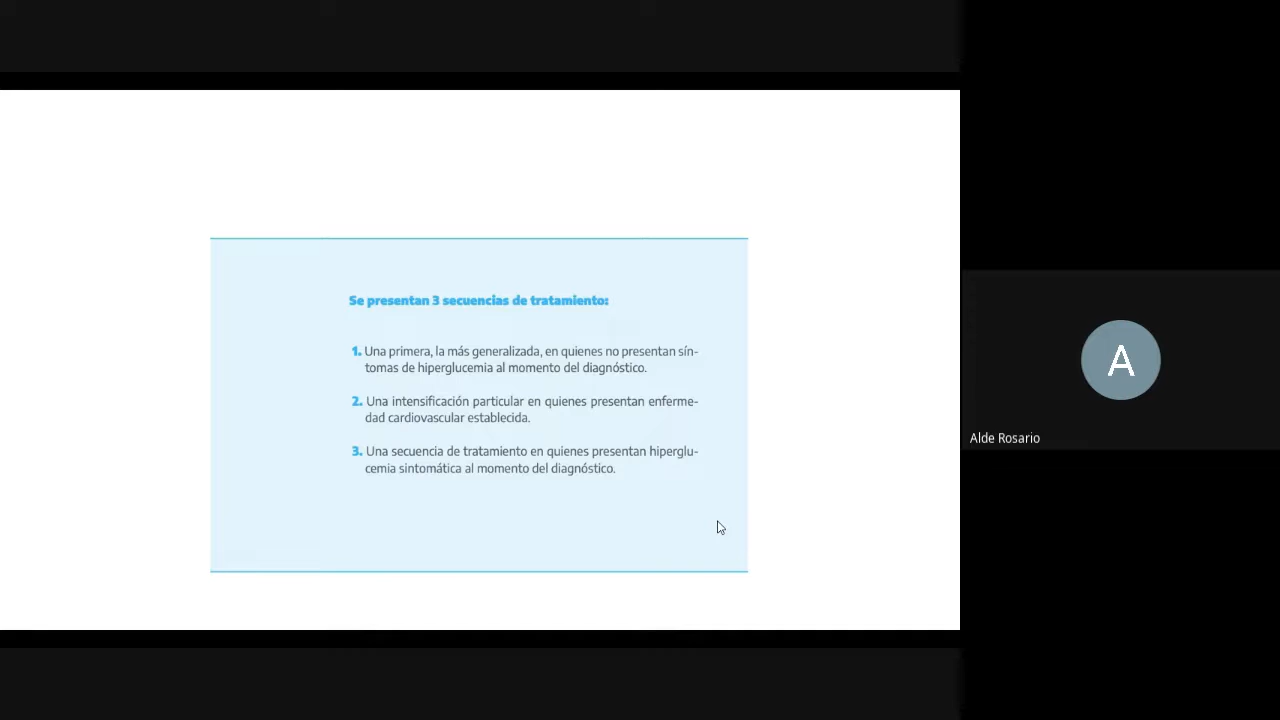 Se presentan 3 secuencias de tratamiento:
1. Una primera, la más generalizada, en quienes no presentan sín-
tomas de hiperglucemia al momento del diagnóstico.
2. Una intensificación particular en quienes presentan enferme-
dad cardiovascular establecida.
3. Una secuencia de tratamiento en quienes presentan hiperglu-
cemia sintomática al momento del diagnóstico.
A
Alde Rosario